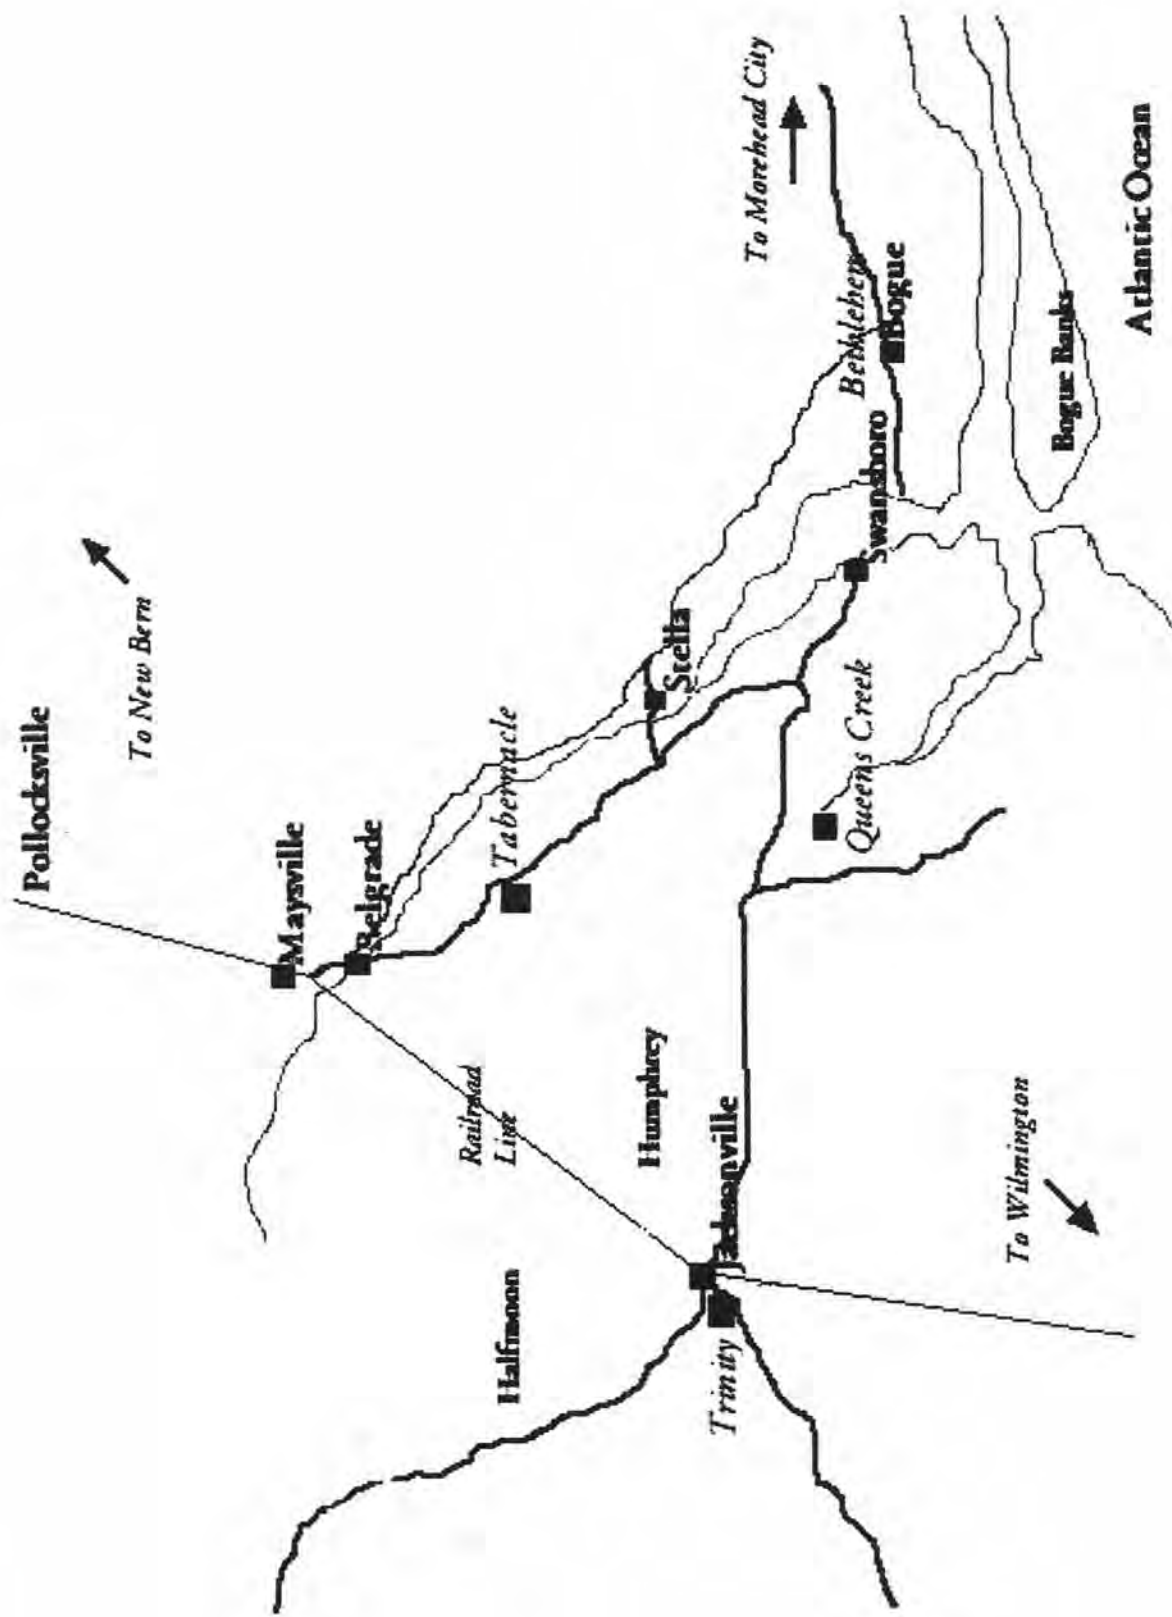 Pollocksville
To New Bern
Maysville
Belgrade
Tabernacle
Stella
To Morehead City
Bethlehem
Bogue
Swansboro
Queens Creek
Bogue Banks
Atlantic Ocean
Railroad
Line
Humphrey
Halfmoon
Jacksonville
Trinity
To Wilmington